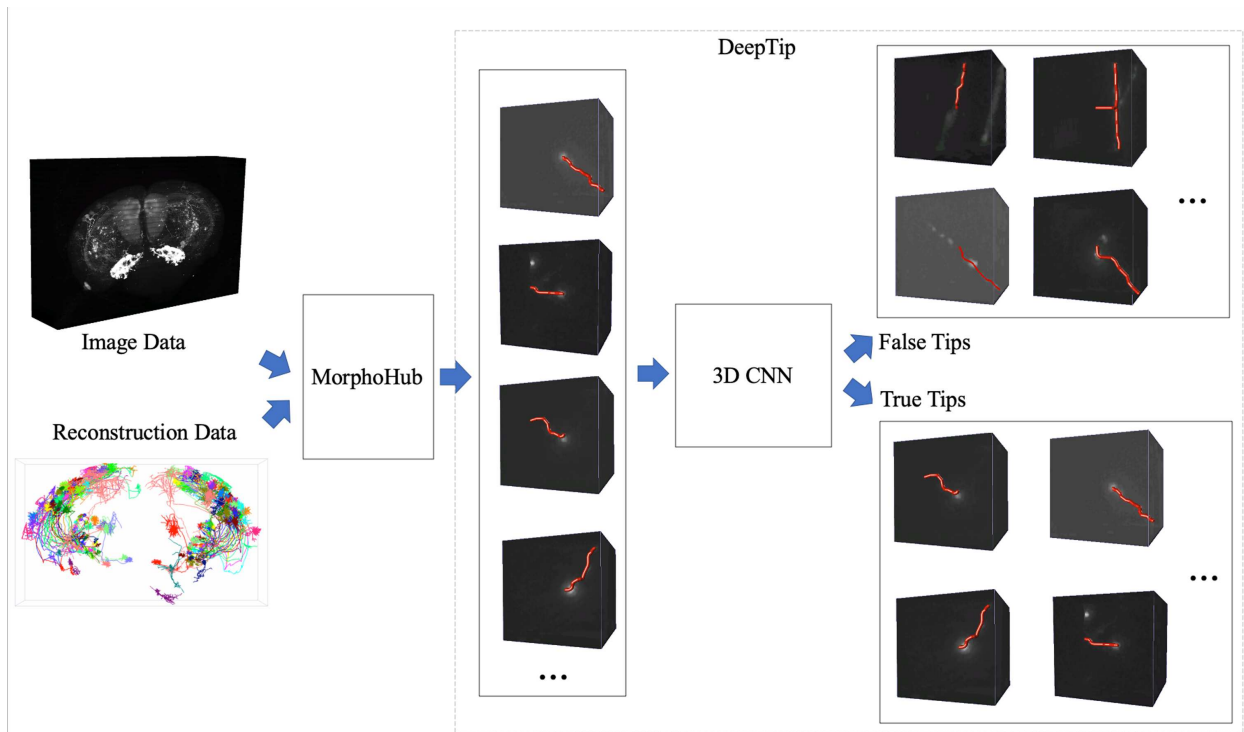 DeepTip
Image Data
MorphoHub
3D CNN
False Tips
True Tips
Reconstruction Data
...
...
...